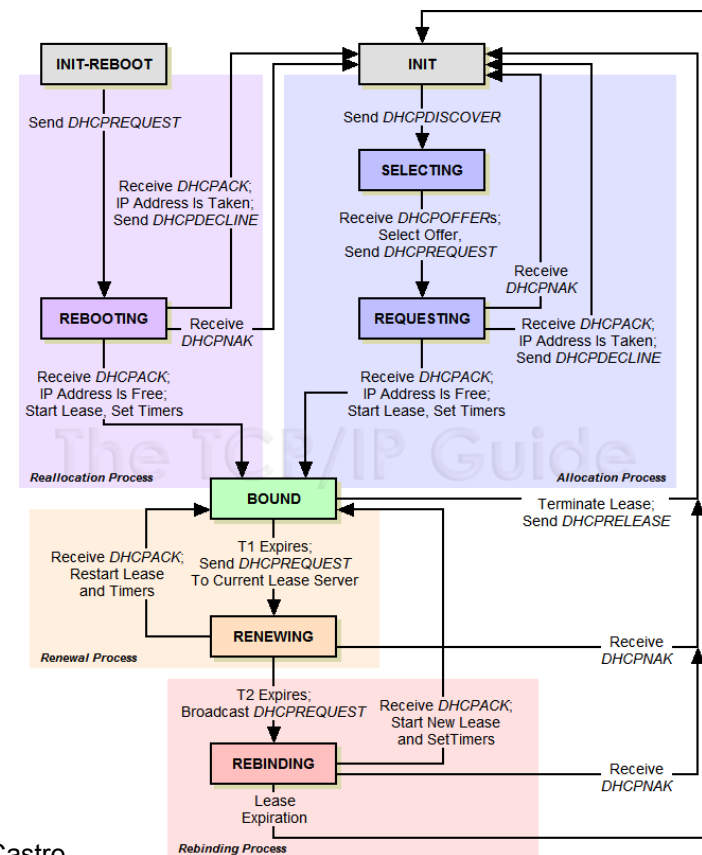 INIT-REBOOT
INIT
Send DHCPREQUEST
Send DHCPDISCOVER
SELECTING
Receive DHCPACK;
IP Address Is Taken;
Send DHCPDECLINE
Receive DHCPOFFERs;
Select Offer,
Send DHCPREQUEST
Receive
DHCPNAK
REBOOTING
Receive
DHCPNAK
REQUESTING
Receive DHCPACK;
IP Address Is Taken;
Send DHCPDECLINE
Receive DHCPACK;
IP Address Is Free;
Start Lease, Set Timers
Receive DHCPACK;
IP Address Is Free;
Start Lease, Set Timers
The TCP/IP Guide
Reallocation Process
Allocation Process
BOUND
Terminate Lease;
Send DHCPRELEASE
Receive DHCPACK;
Restart Lease
and Timers
T1 Expires;
Send DHCPREQUEST
To Current Lease Server
RENEWING
Receive
DHCPNAK
Renewal Process
T2 Expires;
Broadcast DHCPREQUEST
Receive DHCPACK;
Start New Lease
and SetTimers
REBINDING
Receive
DHCPNAK
Lease
Expiration
Rebinding Process
Castro